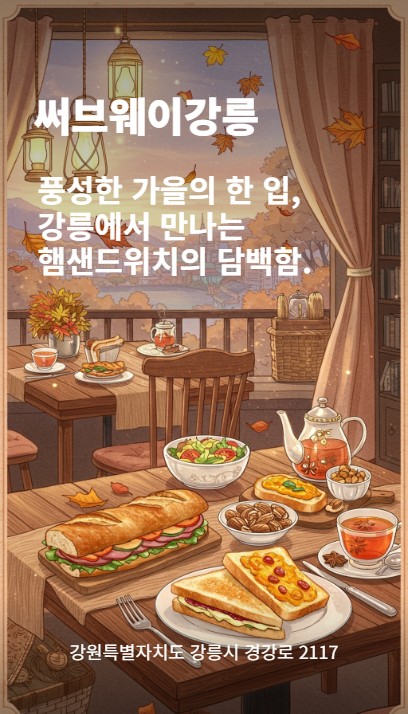 써브웨이강릉
풍성한 가을의 한 입,
강릉에서 만나는
햄샌드위치의 담백함.
강원특별자치도 강릉시 경강로 2117